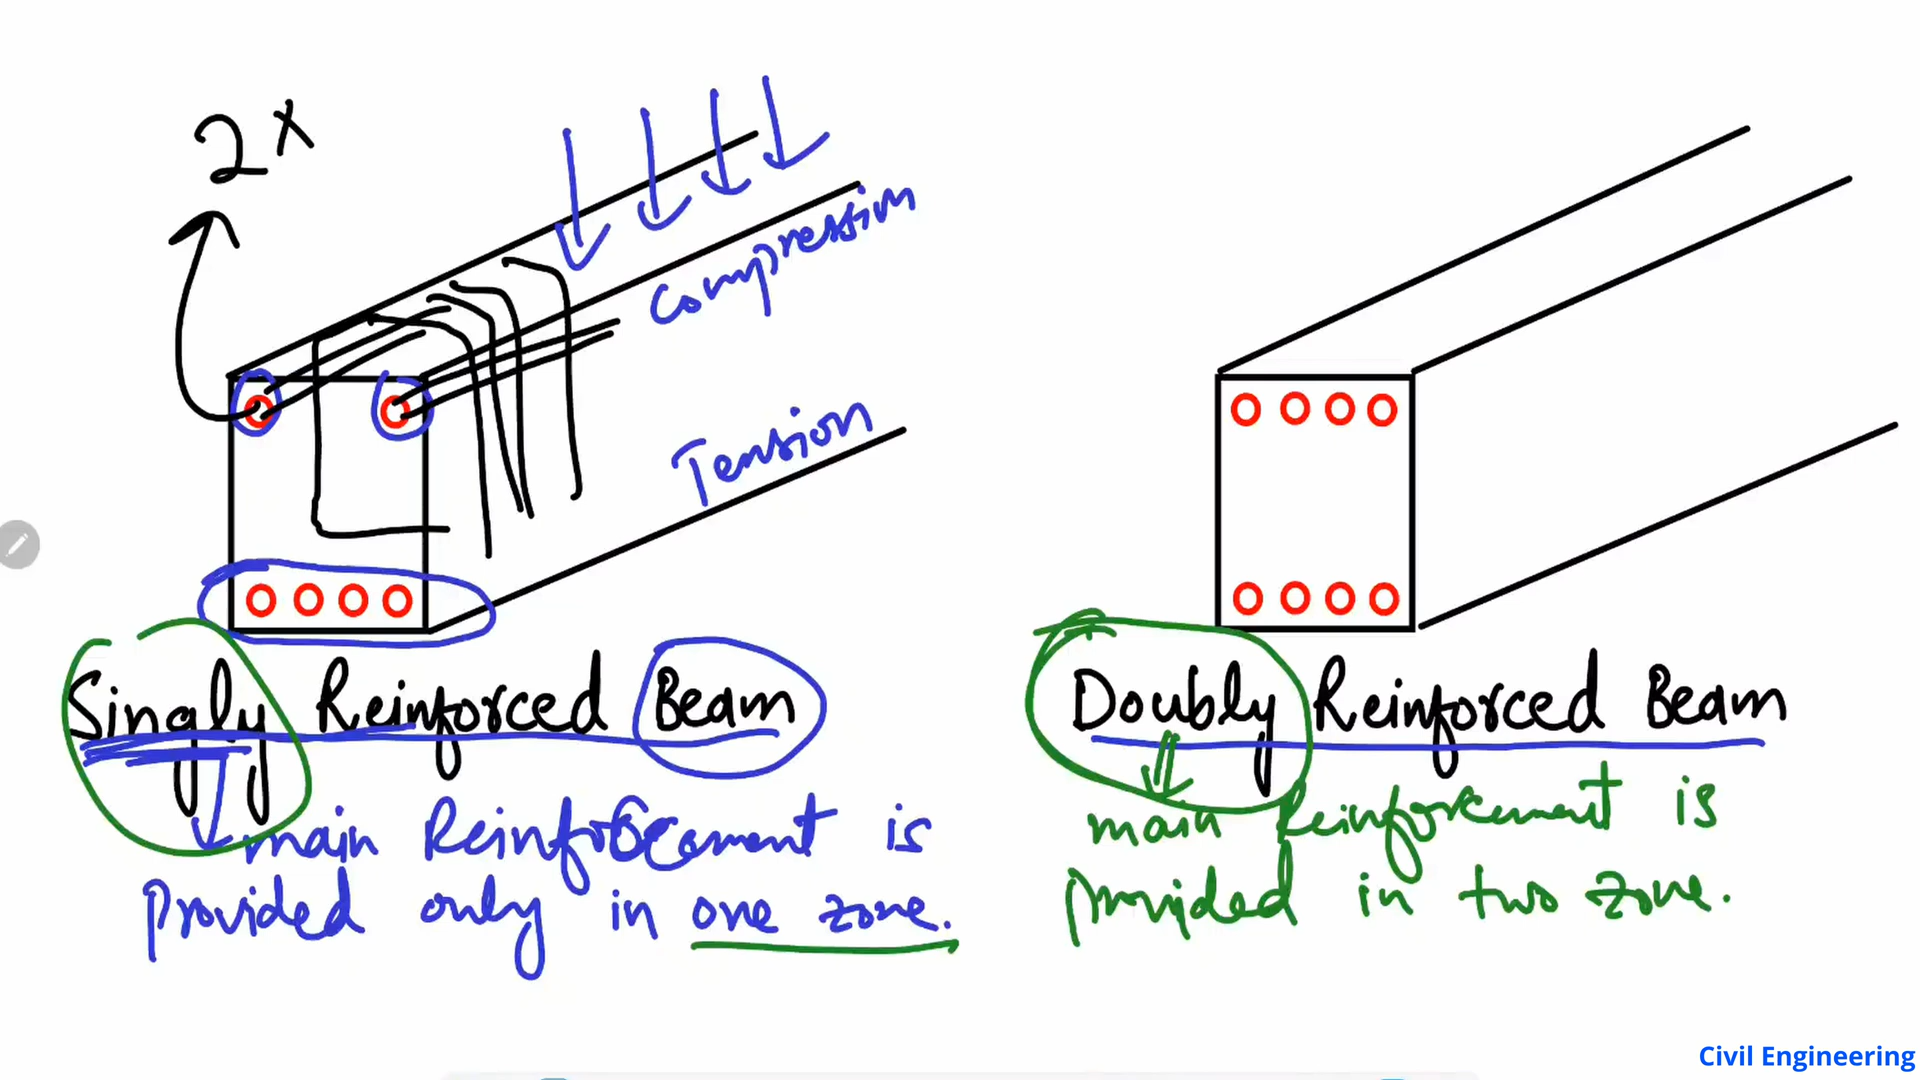 2x
Compression
Tension
Singly Reinforced Beam
main Reinforcement is
Provided only in one zone.
Doubly Reinforced Beam
main Reinforcement is
provided in two zone.
Civil Engineering